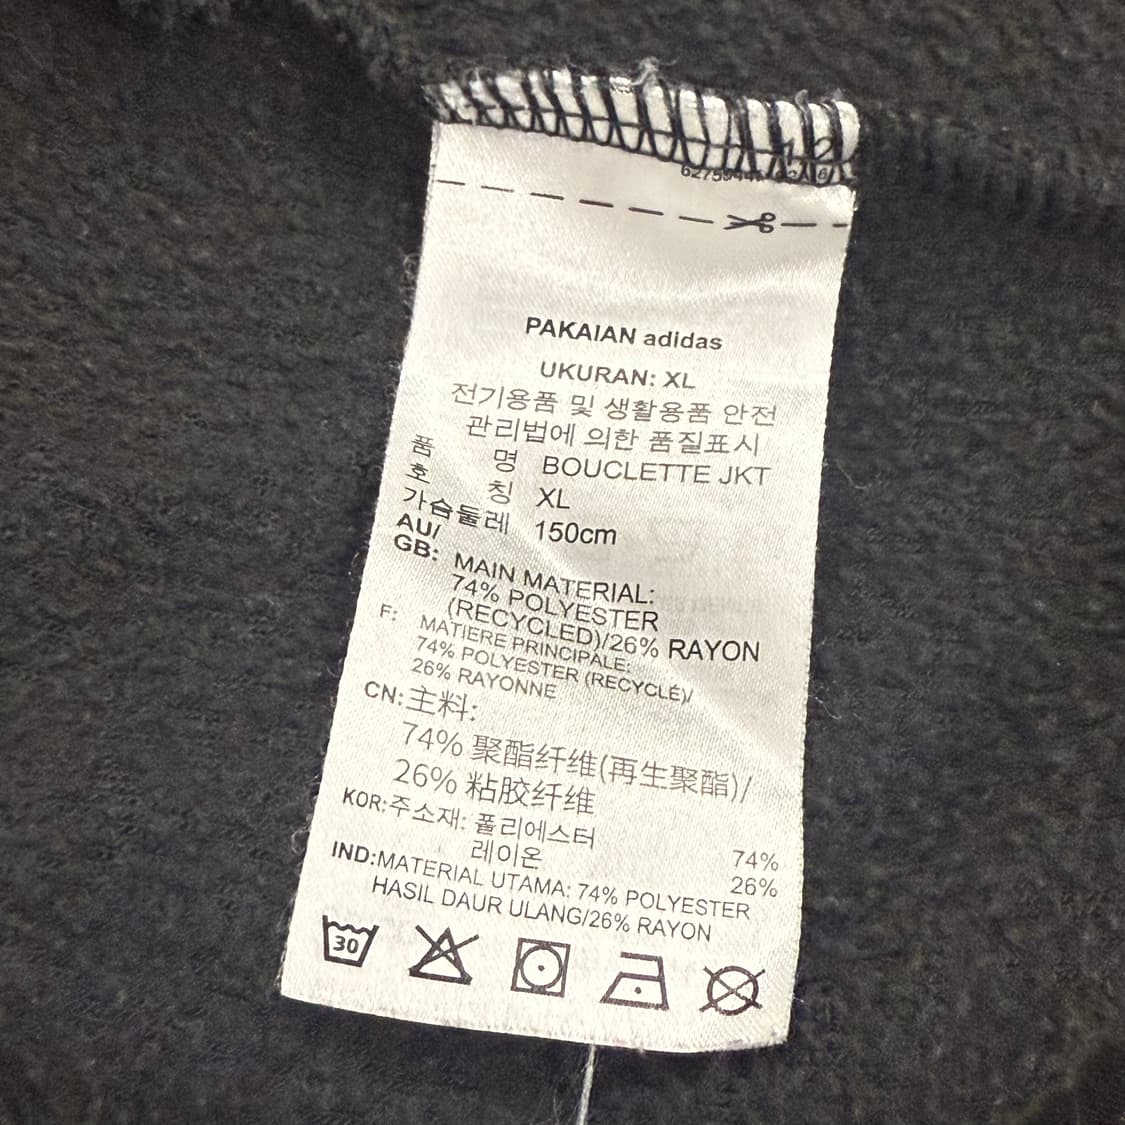 PAKAIAN adidas
UKURAN: XL
전기용품 및 생활용품 안전
관리법에 의한 품질표시
품 명 BOUCLETTE JKT
호 칭 XL
가슴둘레 150cm
AU/
GB: MAIN MATERIAL:
74% POLYESTER
(RECYCLED)/26% RAYON
F: MATIERE PRINCIPALE:
74% POLYESTER (RECYCLÉ)/
26% RAYONNE
CN:主料:
74% 聚酯纤维(再生聚酯)/
26% 粘胶纤维
KOR:주소재: 폴리에스터 74%
레이온 26%
IND:MATERIAL UTAMA: 74% POLYESTER
HASIL DAUR ULANG/26% RAYON
30